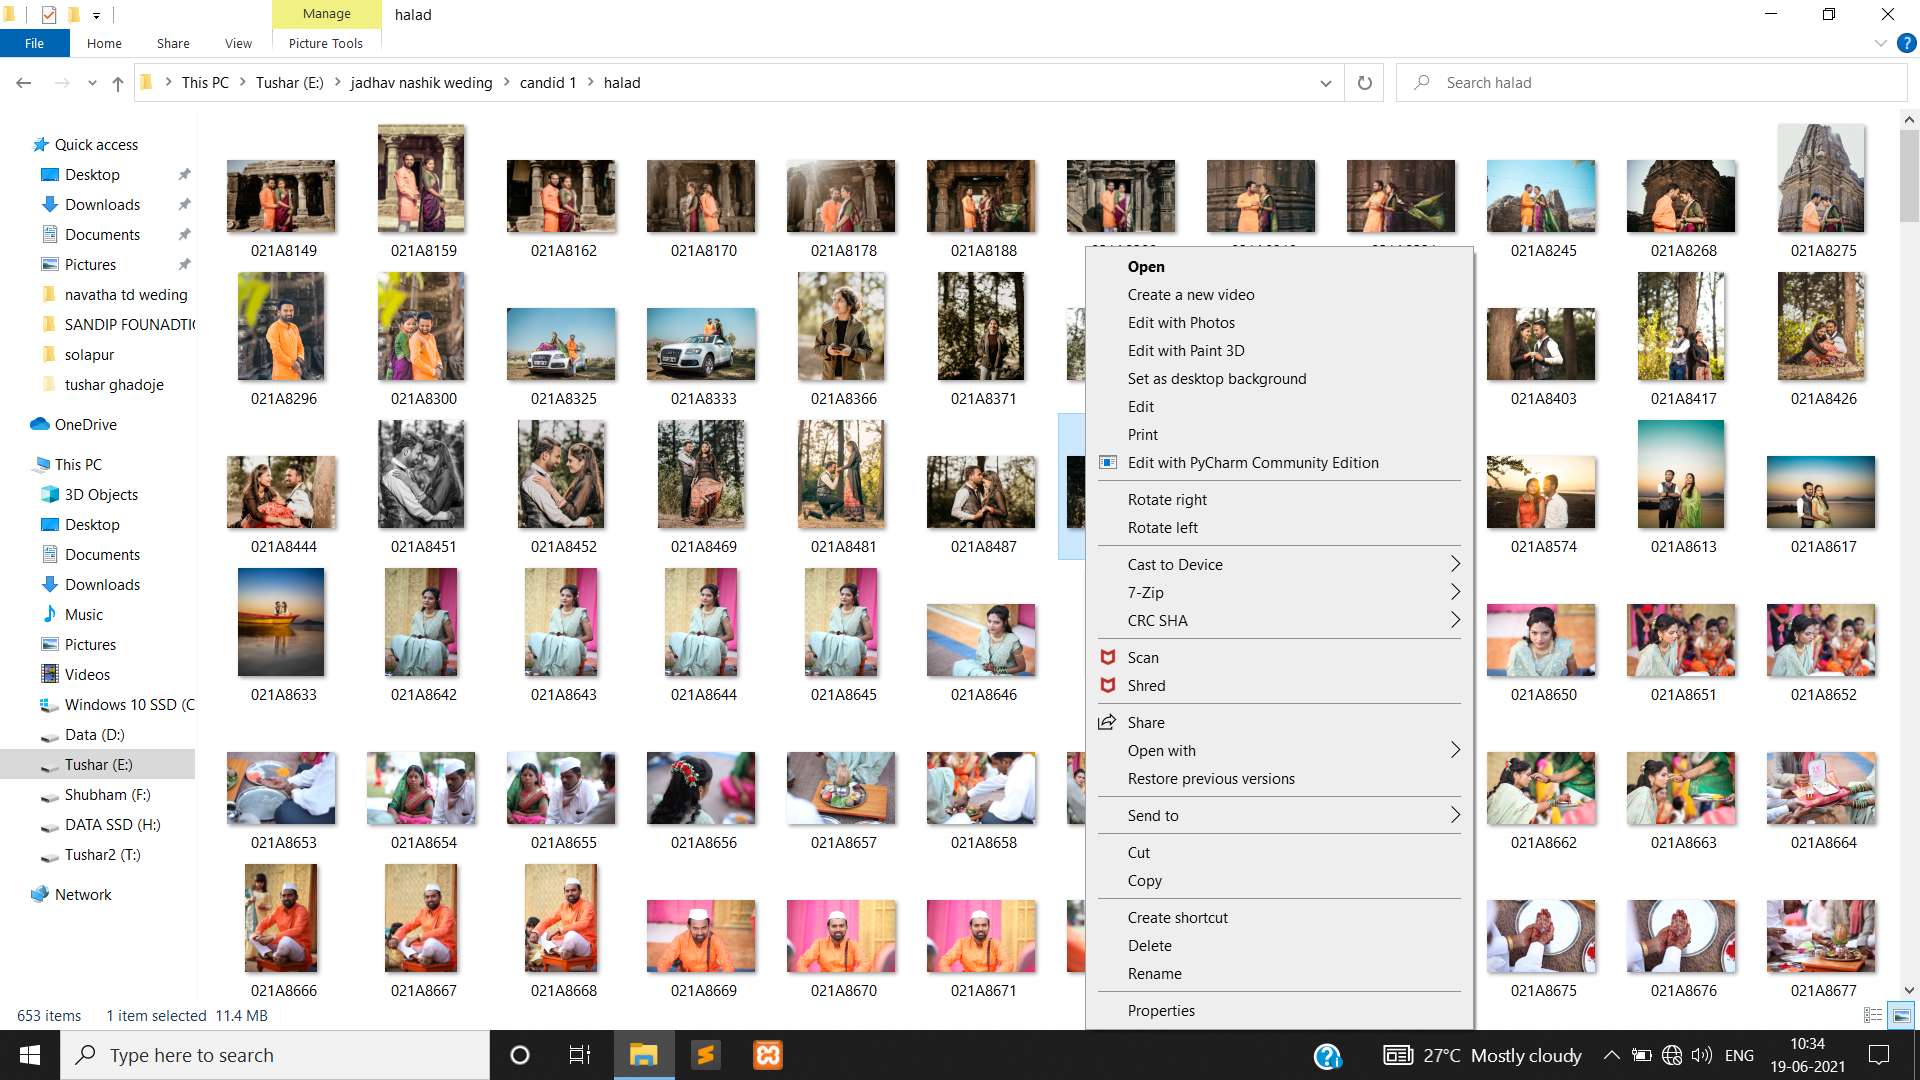 Manage
halad
File
Home
Share
View
Picture Tools
This PC
Tushar (E:)
jadhav nashik weding
candid 1
halad
Search halad
Quick access
Desktop
Downloads
Documents
Pictures
navatha td weding
SANDIP FOUNADTI
solapur
tushar ghadoje
OneDrive
This PC
3D Objects
Desktop
Documents
Downloads
Music
Pictures
Videos
Windows 10 SSD (C
Data (D:)
Tushar (E:)
Shubham (F:)
DATA SSD (H:)
Tushar2 (T:)
Network
021A8149 021A8159 021A8162 021A8170 021A8178 021A8188 021A8245 021A8268 021A8275
021A8296 021A8300 021A8325 021A8333 021A8366 021A8371 021A8403 021A8417 021A8426
021A8444 021A8451 021A8452 021A8469 021A8481 021A8487 021A8574 021A8613 021A8617
021A8633 021A8642 021A8643 021A8644 021A8645 021A8646 021A8650 021A8651 021A8652
021A8653 021A8654 021A8655 021A8656 021A8657 021A8658 021A8662 021A8663 021A8664
021A8666 021A8667 021A8668 021A8669 021A8670 021A8671 021A8675 021A8676 021A8677
Open
Create a new video
Edit with Photos
Edit with Paint 3D
Set as desktop background
Edit
Print
Edit with PyCharm Community Edition
Rotate right
Rotate left
Cast to Device
7-Zip
CRC SHA
Scan
Shred
Share
Open with
Restore previous versions
Send to
Cut
Copy
Create shortcut
Delete
Rename
Properties
653 items 1 item selected 11.4 MB
Type here to search
27°C Mostly cloudy
ENG
10:34
19-06-2021